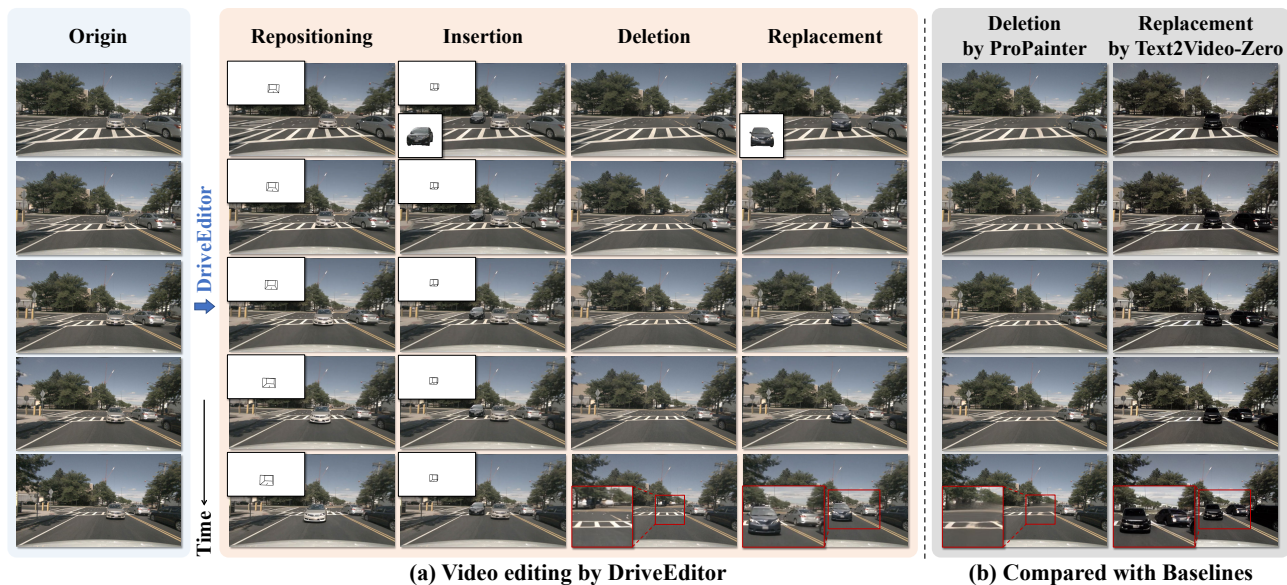 Origin
Repositioning
Insertion
Deletion
Replacement
Deletion
by ProPainter
Replacement
by Text2Video-Zero
DriveEditor
Time
(a) Video editing by DriveEditor
(b) Compared with Baselines